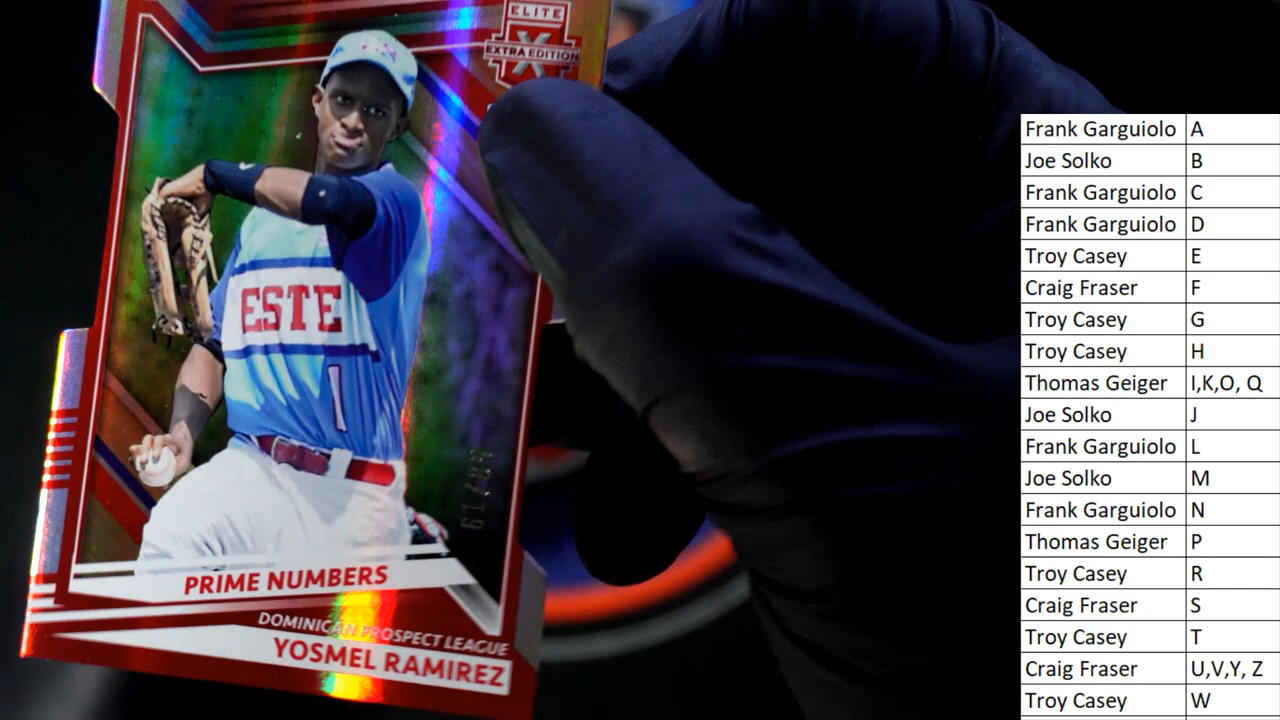 ELITE
X
EXTRA EDITION
ESTE
1
PRIME NUMBERS
DOMINICAN PROSPECT LEAGUE
YOSMEL RAMIREZ
Frank Garguiolo A
Joe Solko B
Frank Garguiolo C
Frank Garguiolo D
Troy Casey E
Craig Fraser F
Troy Casey G
Troy Casey H
Thomas Geiger I,K,O, Q
Joe Solko J
Frank Garguiolo L
Joe Solko M
Frank Garguiolo N
Thomas Geiger P
Troy Casey R
Craig Fraser S
Troy Casey T
Craig Fraser U,V,Y, Z
Troy Casey W